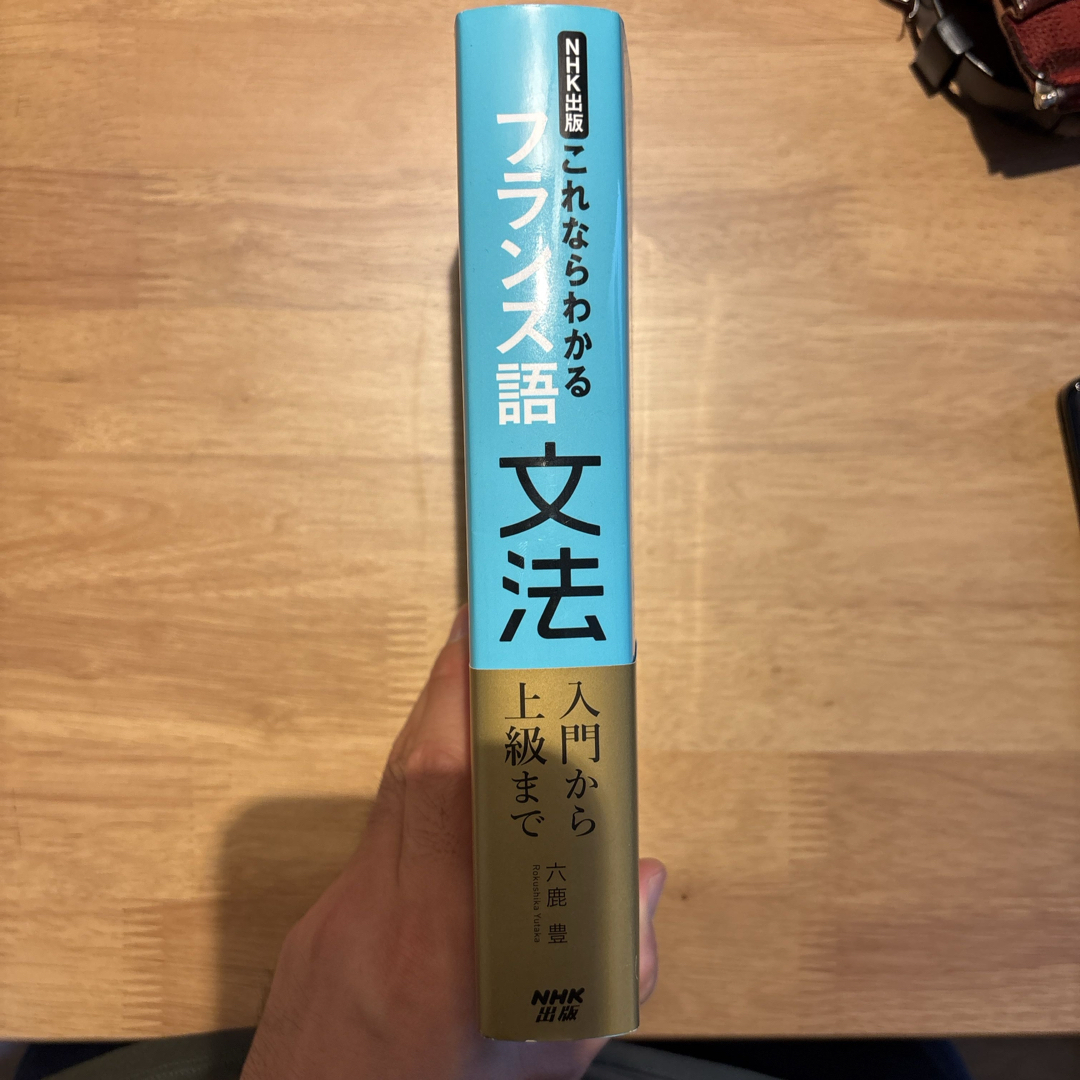 NHK出版
これならわかる
フランス語
文法
入門から
上級まで
六鹿 豊
Rokushika Yutaka
NHK
出版